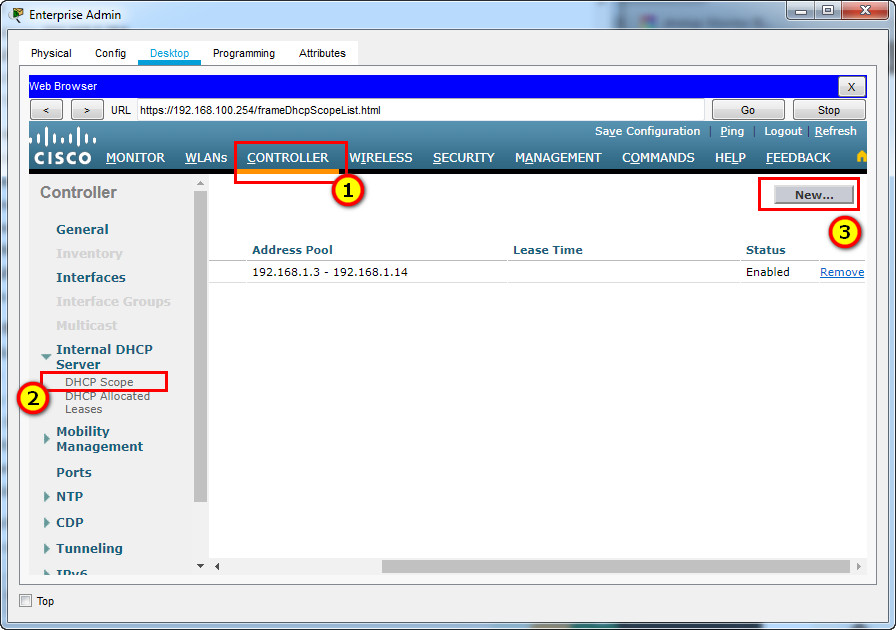 Enterprise Admin
Physical Config Desktop Programming Attributes
Web Browser X
< > URL https://192.168.100.254/frameDhcpScopeList.html Go Stop
Save Configuration | Ping | Logout | Refresh
CISCO MONITOR WLANs CONTROLLER WIRELESS SECURITY MANAGEMENT COMMANDS HELP FEEDBACK
1
Controller
New...
3
General
Inventory
Interfaces
Interface Groups
Multicast
Internal DHCP
Server
DHCP Scope
2
DHCP Allocated
Leases
Mobility
Management
Ports
NTP
CDP
Tunneling
IPv6
Address Pool Lease Time Status
192.168.1.3 - 192.168.1.14 Enabled Remove
Top